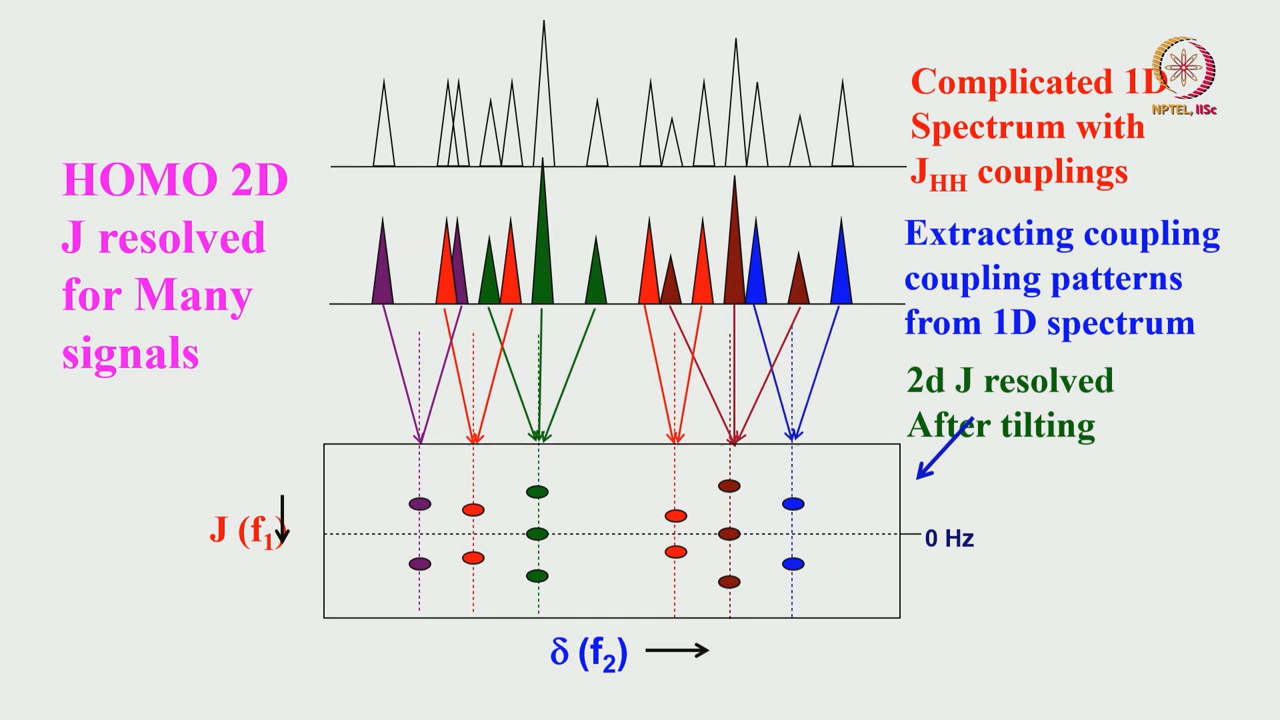 HOMO 2D
J resolved
for Many
signals
Complicated 1D
Spectrum with
J_HH couplings
NPTEL, IISc
Extracting coupling
coupling patterns
from 1D spectrum
2d J resolved
After tilting
J (f₁)
0 Hz
δ (f₂)